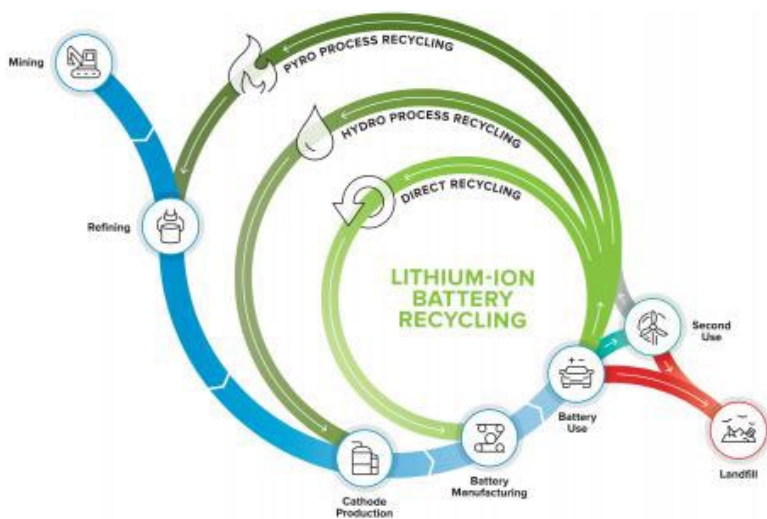 Mining
PYRO PROCESS RECYCLING
HYDRO PROCESS RECYCLING
DIRECT RECYCLING
Refining
LITHIUM-ION
BATTERY
RECYCLING
Second
Use
+ -
Battery
Use
Landfill
Battery
Manufacturing
Cathode
Production